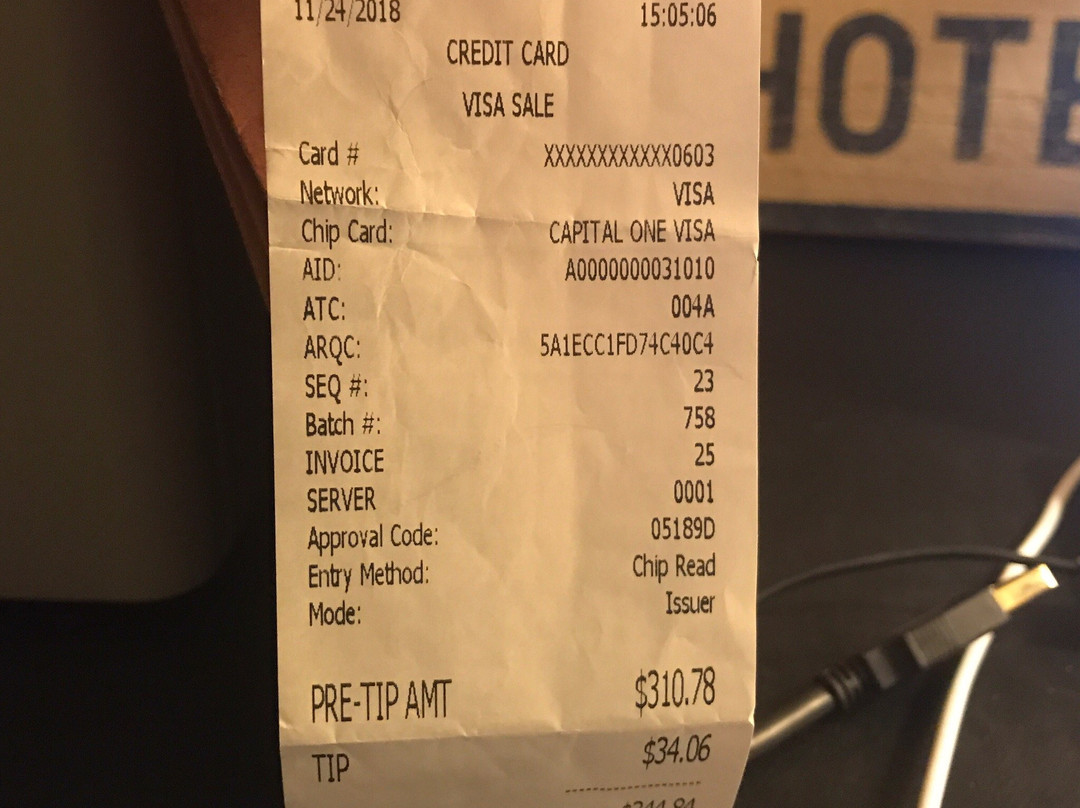 11/24/2018 15:05:06
CREDIT CARD
VISA SALE
Card # XXXXXXXXXXXX0603
Network: VISA
Chip Card: CAPITAL ONE VISA
AID: A0000000031010
ATC: 004A
ARQC: 5A1ECC1FD74C40C4
SEQ #: 23
Batch #: 758
INVOICE 25
SERVER 0001
Approval Code: 05189D
Entry Method: Chip Read
Mode: Issuer
PRE-TIP AMT $310.78
TIP $34.06
HOTE